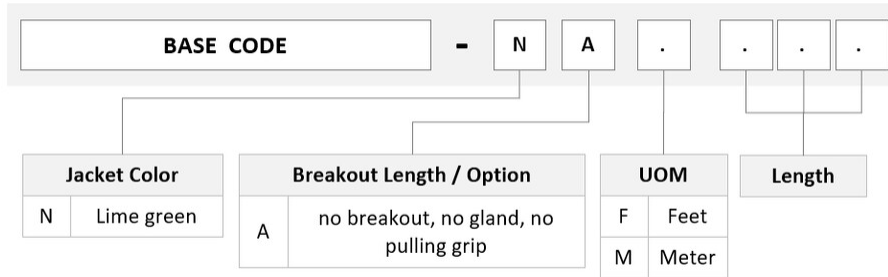 BASE CODE - N A . . . .
Jacket Color
N Lime green
Breakout Length / Option
A no breakout, no gland, no
pulling grip
UOM
F Feet
M Meter
Length